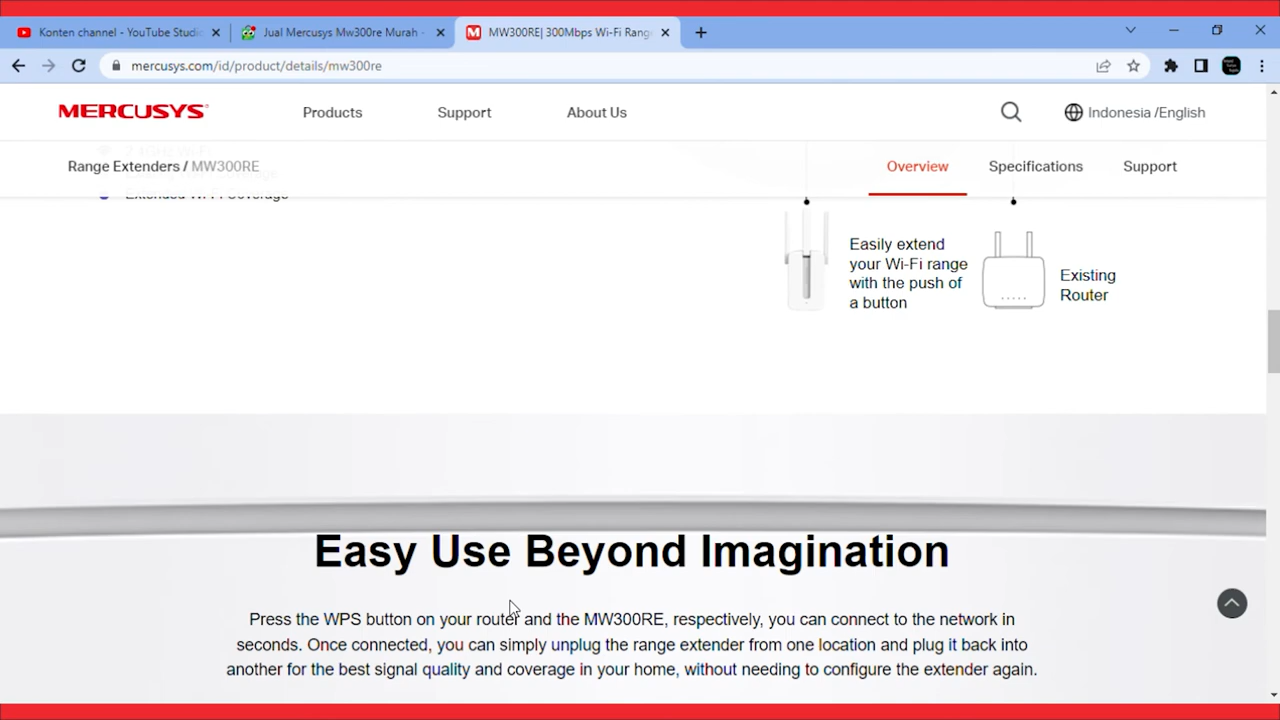 Konten channel - YouTube Studio
Jual Mercusys Mw300re Murah -
MW300RE| 300Mbps Wi-Fi Rang
mercusys.com/id/product/details/mw300re
MERCUSYS
Products
Support
About Us
Indonesia /English
Range Extenders / MW300RE
Overview
Specifications
Support
Extended Wi-Fi Coverage
Easily extend
your Wi-Fi range
with the push of
a button
Existing
Router
Easy Use Beyond Imagination
Press the WPS button on your router and the MW300RE, respectively, you can connect to the network in
seconds. Once connected, you can simply unplug the range extender from one location and plug it back into
another for the best signal quality and coverage in your home, without needing to configure the extender again.